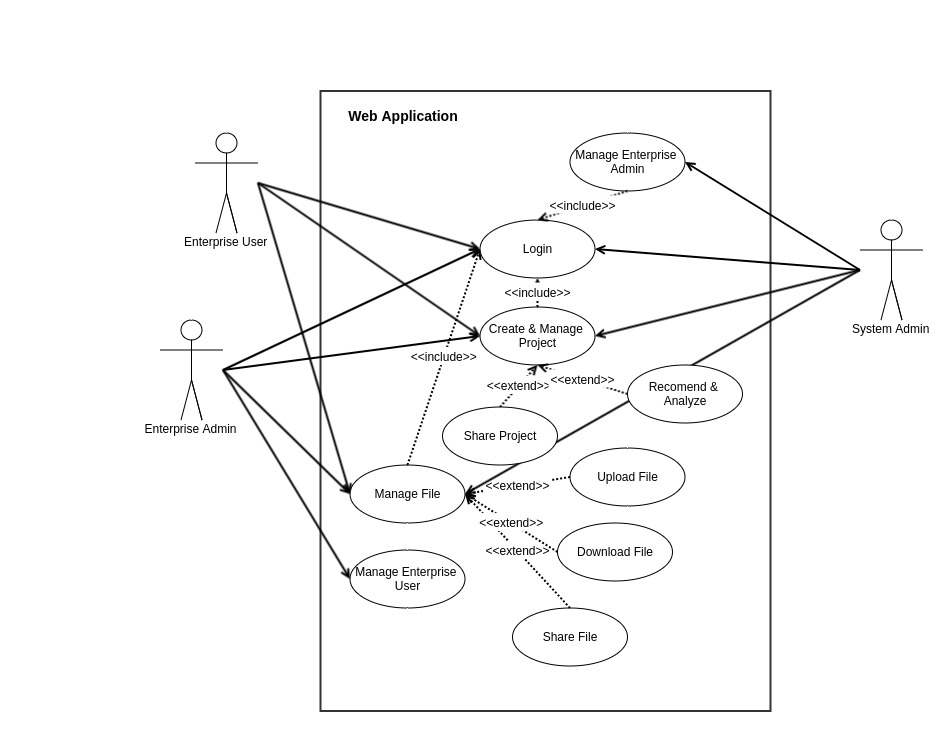 Web Application
Manage Enterprise
Admin
<<include>>
Enterprise User
Login
System Admin
<<include>>
Create & Manage
Project
<<include>>
<<extend>>
<<extend>>
Recomend &
Analyze
Enterprise Admin
Share Project
Upload File
<<extend>>
Manage File
<<extend>>
<<extend>>
Download File
Manage Enterprise
User
Share File